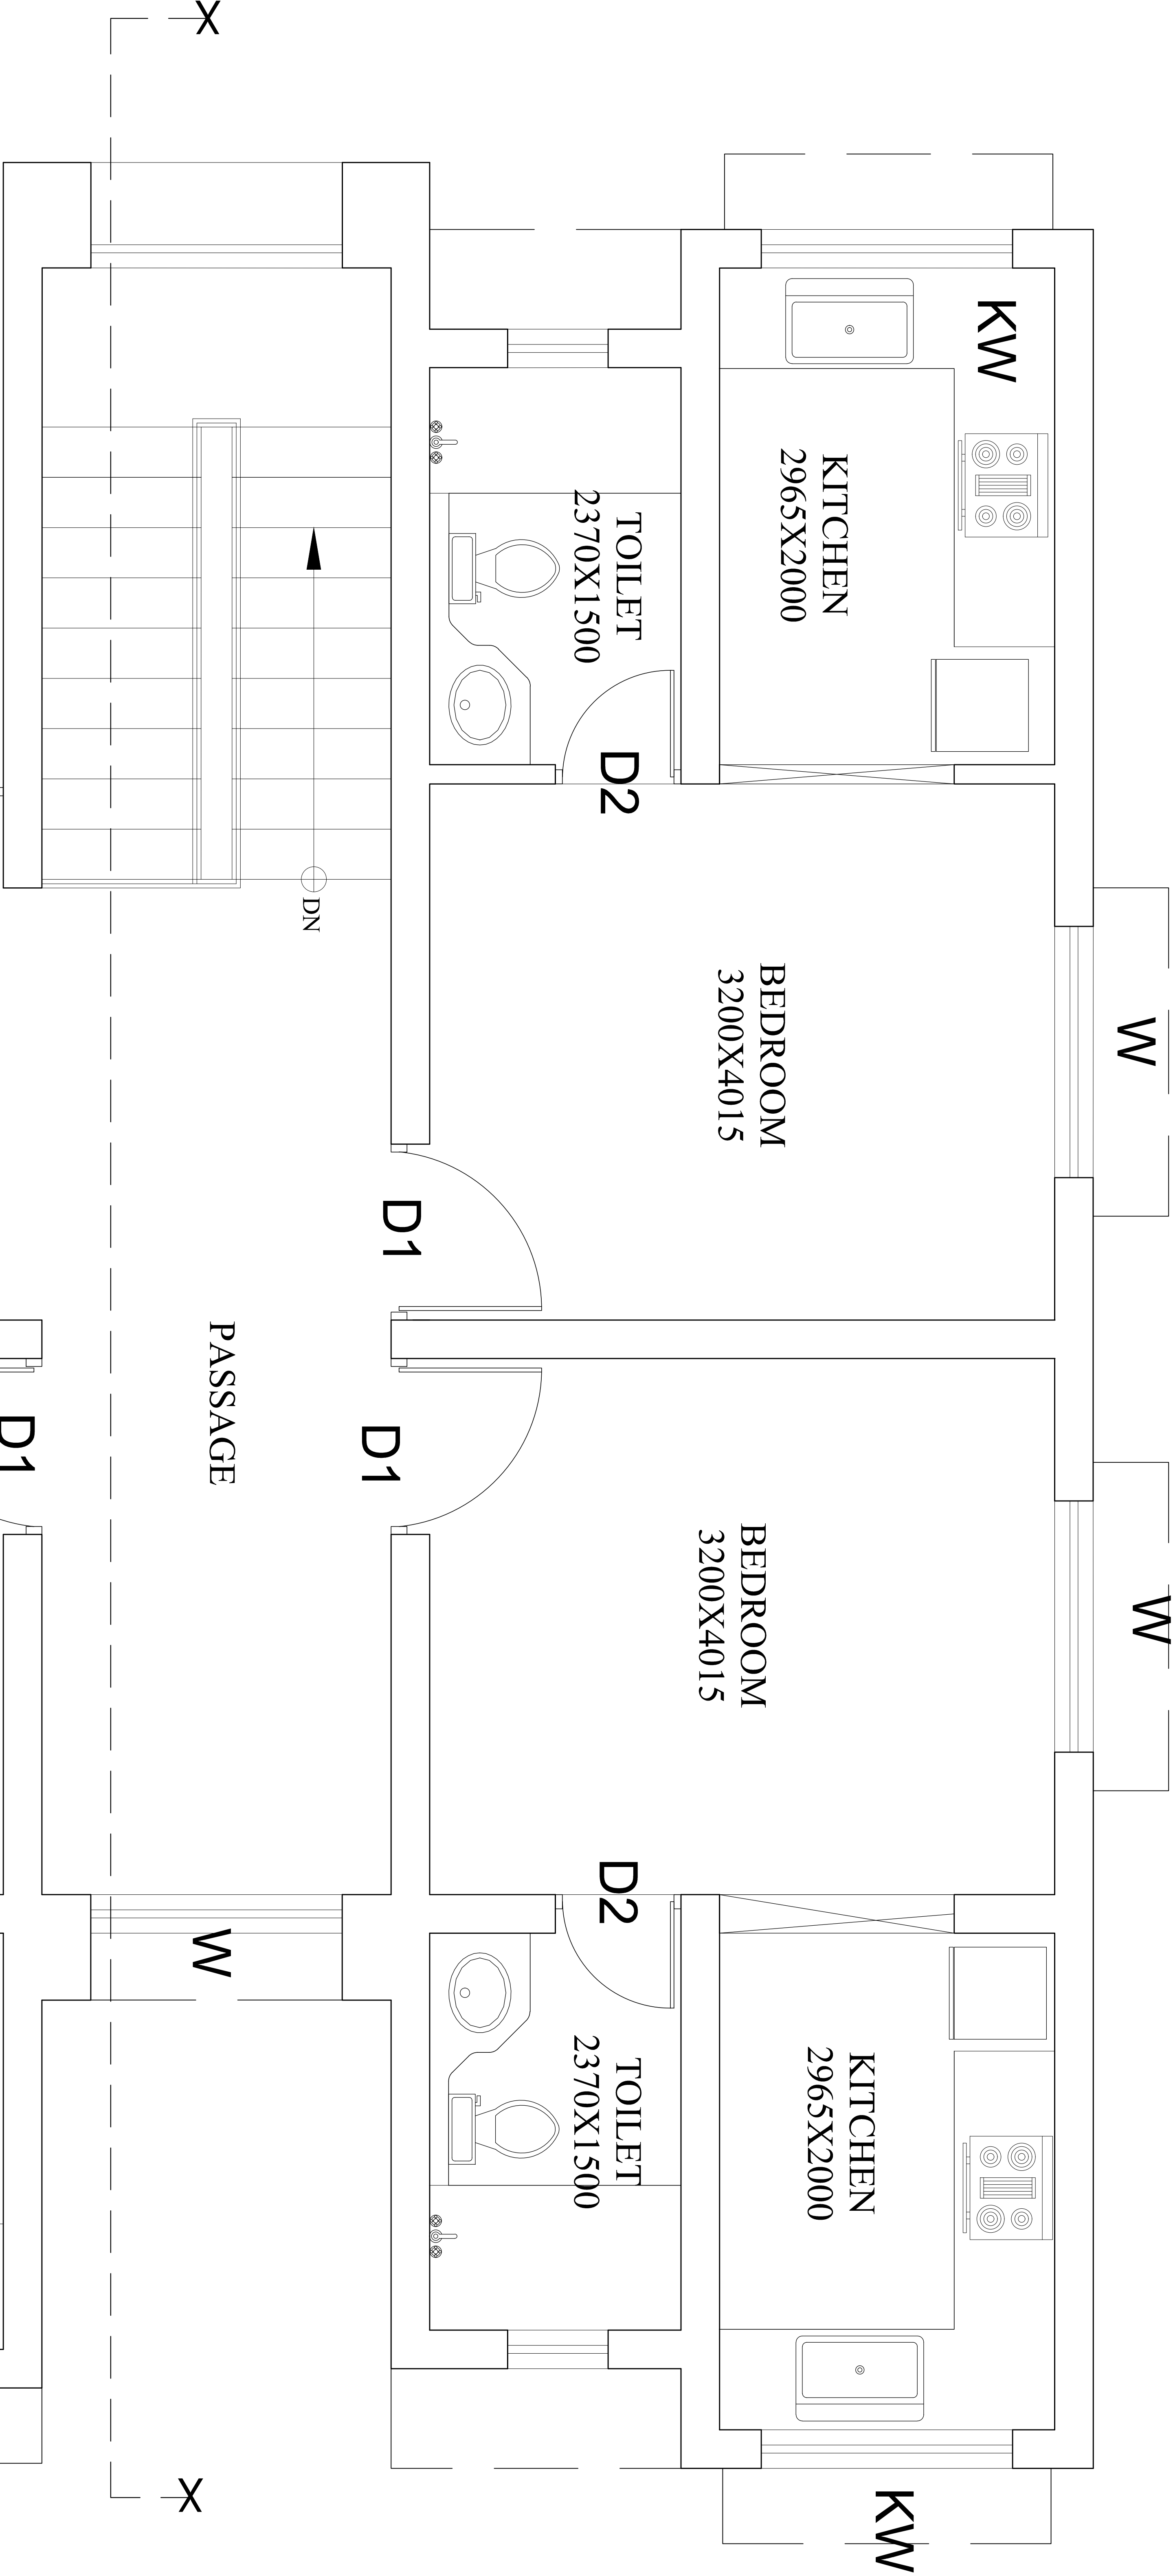 X
KW
KITCHEN
2965X2000
TOILET
2370X1500
D2
DN
BEDROOM
3200X4015
W
D1
PASSAGE
D1
D1
BEDROOM
3200X4015
W
D2
W
TOILET
2370X1500
KITCHEN
2965X2000
KW
X